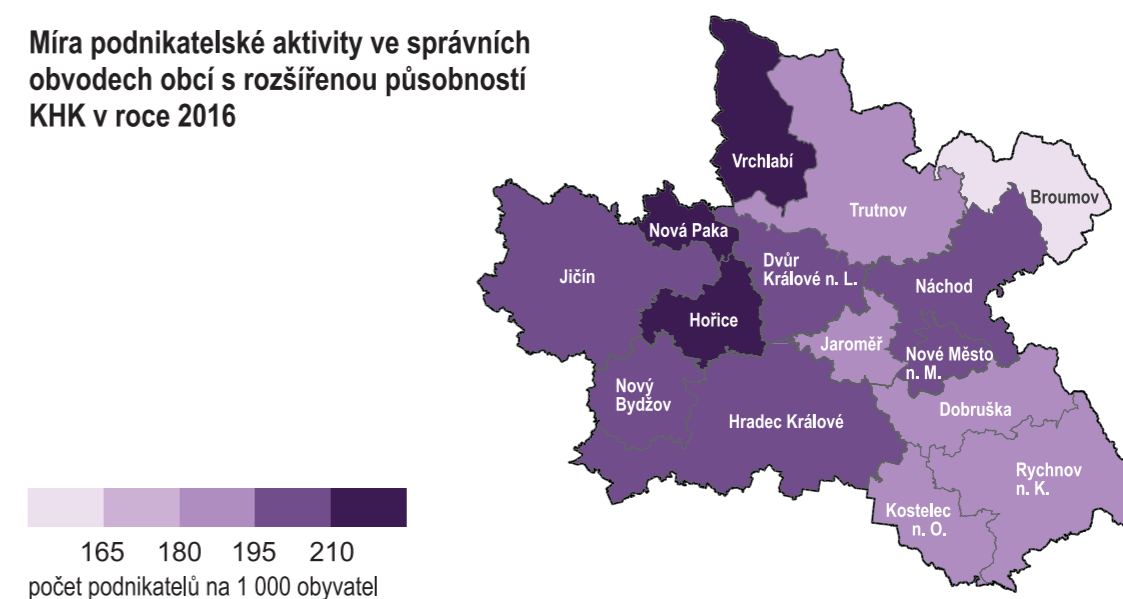 Míra podnikatelské aktivity ve správních
obvodech obcí s rozšířenou působností
KHK v roce 2016
Vrchlabí
Broumov
Trutnov
Nová Paka
Dvůr
Králové n. L.
Jičín
Náchod
Hořice
Jaroměř
Nové Město
n. M.
Nový
Bydžov
Dobruška
Hradec Králové
Rychnov
n. K.
Kostelec
n. O.
165 180 195 210
počet podnikatelů na 1 000 obyvatel